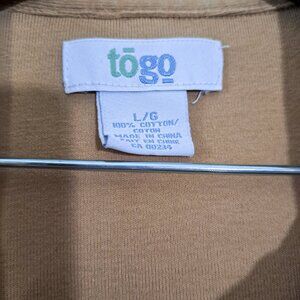 tōgo
L/G
100% COTTON/
COTON
MADE IN CHINA
FAIT EN CHINE
CA 00234